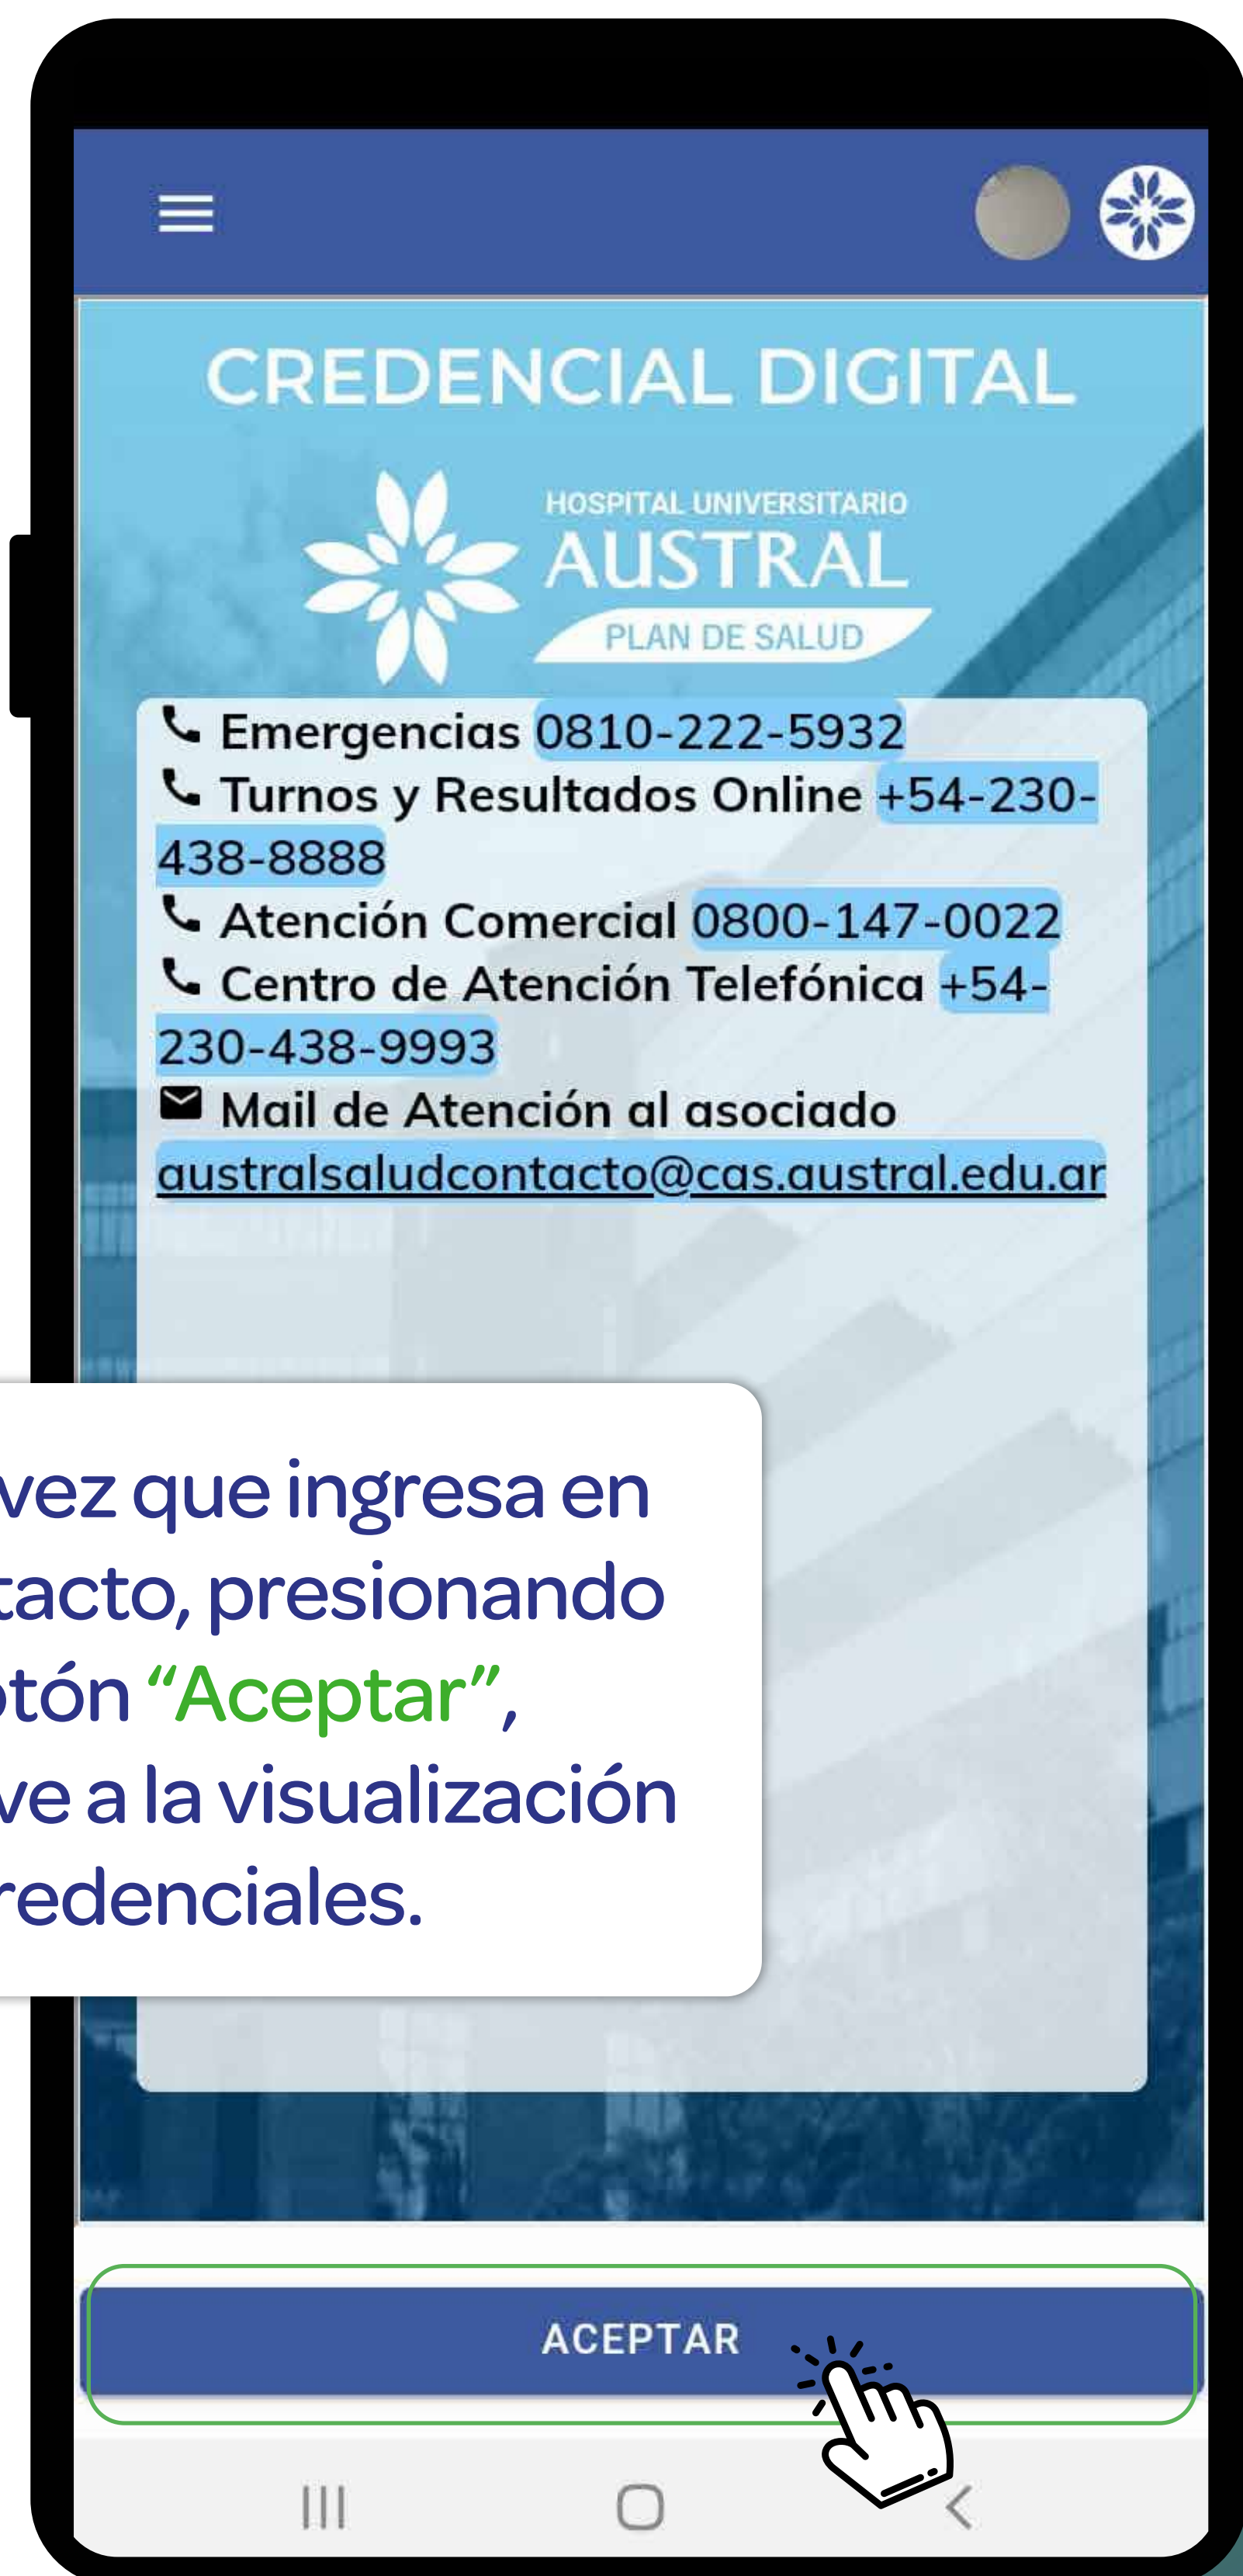 CREDENCIAL DIGITAL
HOSPITAL UNIVERSITARIO
AUSTRAL
PLAN DE SALUD
Emergencias 0810-222-5932
Turnos y Resultados Online +54-230-
438-8888
Atención Comercial 0800-147-0022
Centro de Atención Telefónica +54-
230-438-9993
Mail de Atención al asociado
australsaludcontacto@cas.austral.edu.ar
vez que ingresa en
tacto, presionando
otón “Aceptar”,
ve a la visualización
redenciales.
ACEPTAR